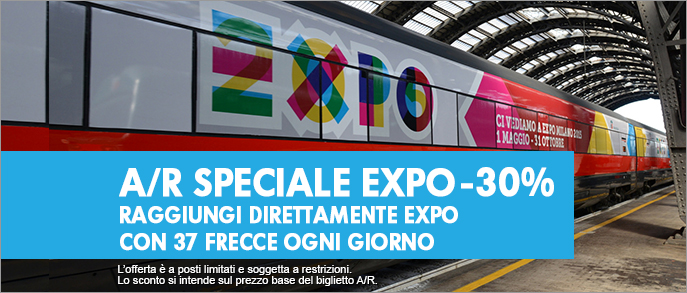 EXPO
CI VEDIAMO A EXPO MILANO 2015
1 MAGGIO - 31 OTTOBRE
A/R SPECIALE EXPO -30%
RAGGIUNGI DIRETTAMENTE EXPO
CON 37 FRECCE OGNI GIORNO
L'offerta è a posti limitati e soggetta a restrizioni.
Lo sconto si intende sul prezzo base del biglietto A/R.